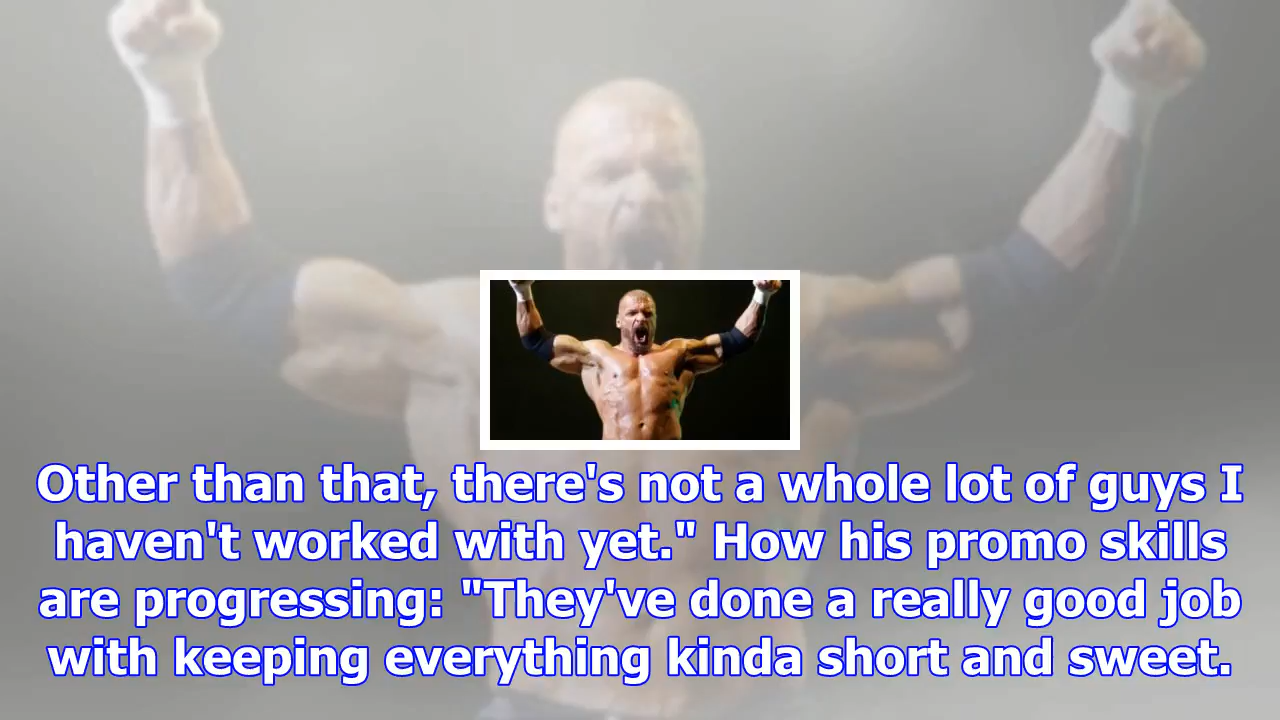 Other than that, there's not a whole lot of guys I
haven't worked with yet." How his promo skills
are progressing: "They've done a really good job
with keeping everything kinda short and sweet.